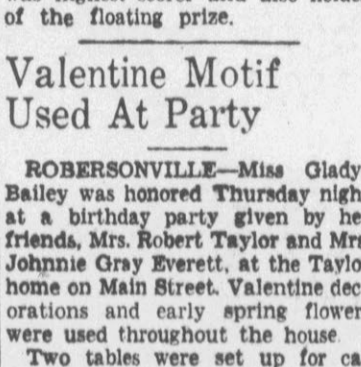 of the floating prize.
Valentine Motif
Used At Party
ROBERSONVILLE—Miss Glady
Bailey was honored Thursday nigh
at a birthday party given by he
friends, Mrs. Robert Taylor and Mr
Johnnie Gray Everett, at the Taylo
home on Main Street. Valentine dec
orations and early spring flower
were used throughout the house.
Two tables were set up for ca